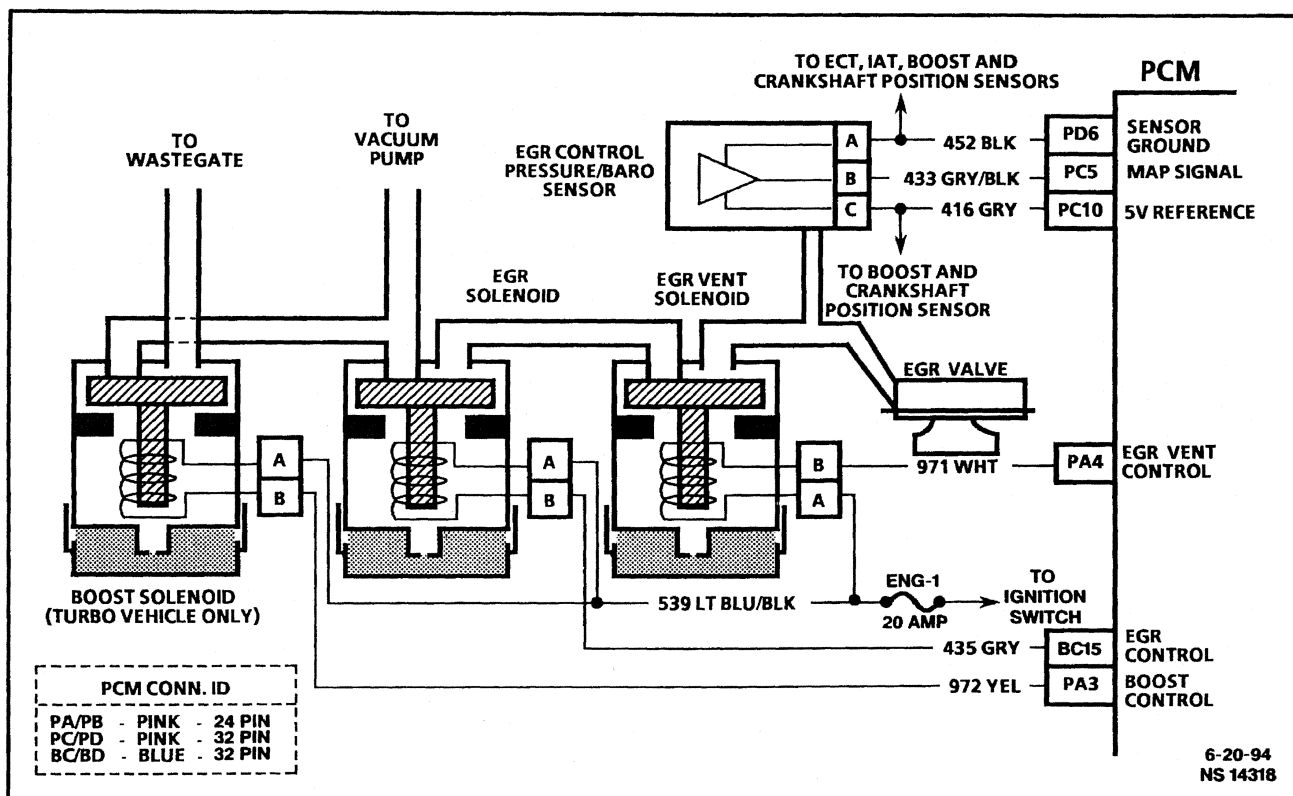 TO ECT, IAT, BOOST AND
CRANKSHAFT POSITION SENSORS
PCM
TO
WASTEGATE
TO
VACUUM
PUMP
EGR CONTROL
PRESSURE/BARO
SENSOR
A
452 BLK
PD6
SENSOR
GROUND
B
433 GRY/BLK
PC5
MAP SIGNAL
C
416 GRY
PC10
5V REFERENCE
EGR
SOLENOID
EGR VENT
SOLENOID
TO BOOST AND
CRANKSHAFT
POSITION SENSOR
EGR VALVE
A
B
A
B
B
A
971 WHT
PA4
EGR VENT
CONTROL
BOOST SOLENOID
(TURBO VEHICLE ONLY)
539 LT BLU/BLK
ENG-1
20 AMP
TO
IGNITION
SWITCH
435 GRY
BC15
EGR
CONTROL
972 YEL
PA3
BOOST
CONTROL
PCM CONN. ID
PA/PB - PINK - 24 PIN
PC/PD - PINK - 32 PIN
BC/BD - BLUE - 32 PIN
6-20-94
NS 14318